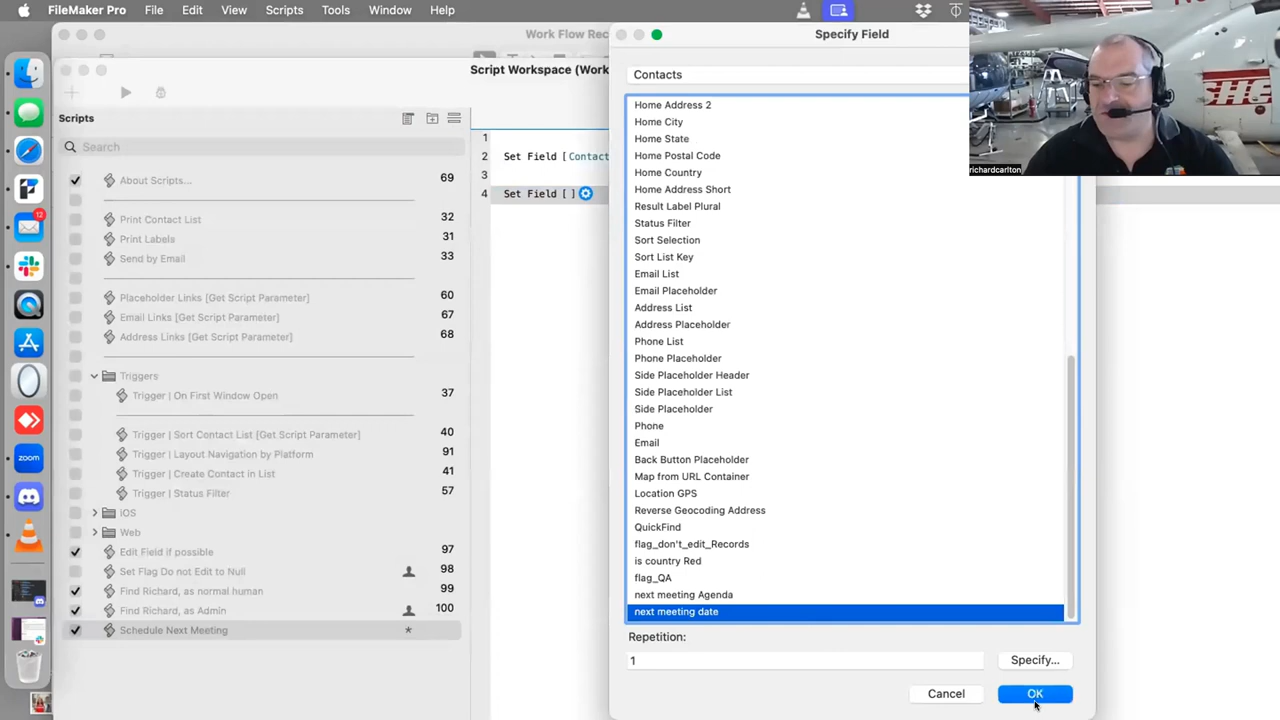 FileMaker Pro File Edit View Scripts Tools Window Help
Work Flow Rec
Specify Field
Script Workspace (Work
Contacts
Scripts
Search
About Scripts... 69
Print Contact List 32
Print Labels 31
Send by Email 33
Placeholder Links [Get Script Parameter] 60
Email Links [Get Script Parameter] 67
Address Links [Get Script Parameter] 68
Triggers
Trigger | On First Window Open 37
Trigger | Sort Contact List [Get Script Parameter] 40
Trigger | Layout Navigation by Platform 91
Trigger | Create Contact in List 41
Trigger | Status Filter 57
iOS
Web
Edit Field if possible 97
Set Flag Do not Edit to Null 98
Find Richard, as normal human 99
Find Richard, as Admin 100
Schedule Next Meeting *
1
2 Set Field [Contact
3
4 Set Field [ ]
Home Address 2
Home City
Home State
Home Postal Code
Home Country
Home Address Short
Result Label Plural
Status Filter
Sort Selection
Sort List Key
Email List
Email Placeholder
Address List
Address Placeholder
Phone List
Phone Placeholder
Side Placeholder Header
Side Placeholder List
Side Placeholder
Phone
Email
Back Button Placeholder
Map from URL Container
Location GPS
Reverse Geocoding Address
QuickFind
flag_don't_edit_Records
is country Red
flag_QA
next meeting Agenda
next meeting date
Repetition:
1
Specify...
Cancel
OK
richardcarlton
12
zoom